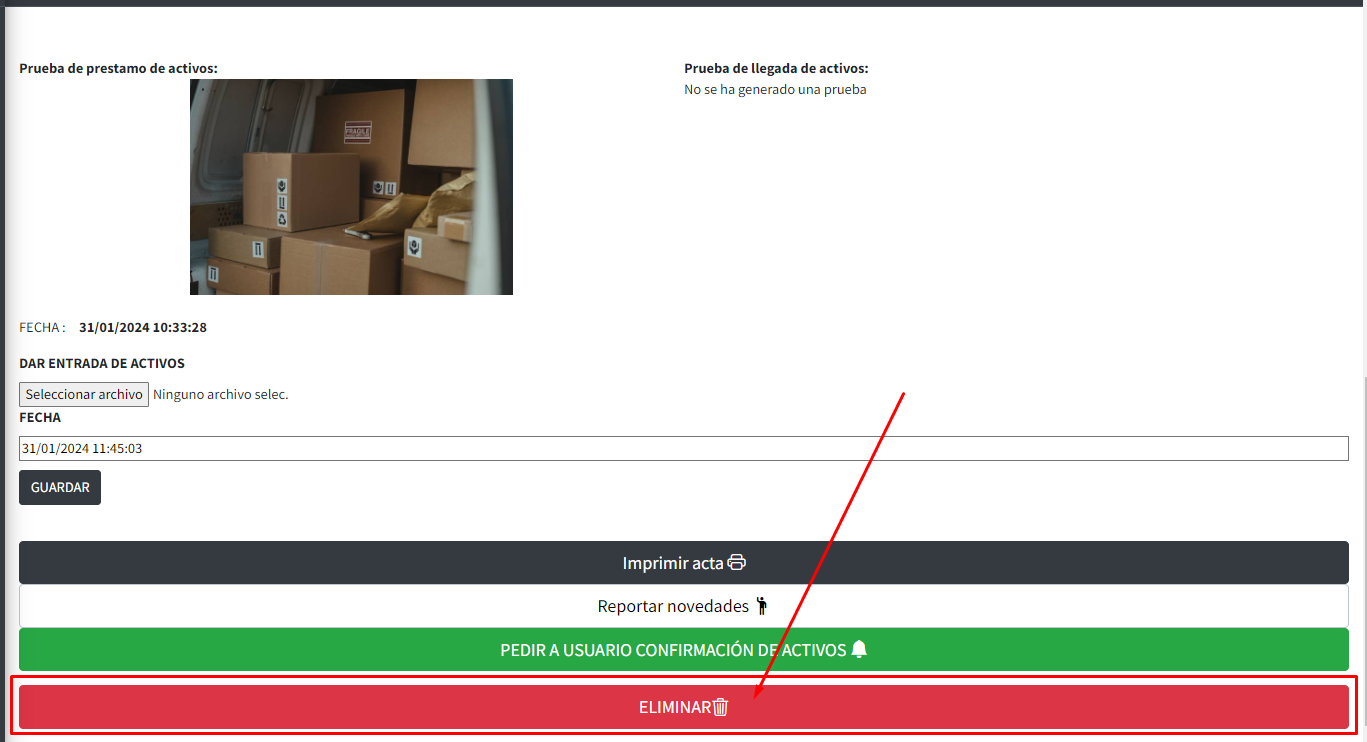 Prueba de prestamo de activos:
Prueba de llegada de activos:
No se ha generado una prueba
FRAGILE
FECHA : 31/01/2024 10:33:28
DAR ENTRADA DE ACTIVOS
Seleccionar archivo Ninguno archivo selec.
FECHA
31/01/2024 11:45:03
GUARDAR
Imprimir acta
Reportar novedades
PEDIR A USUARIO CONFIRMACIÓN DE ACTIVOS
ELIMINAR